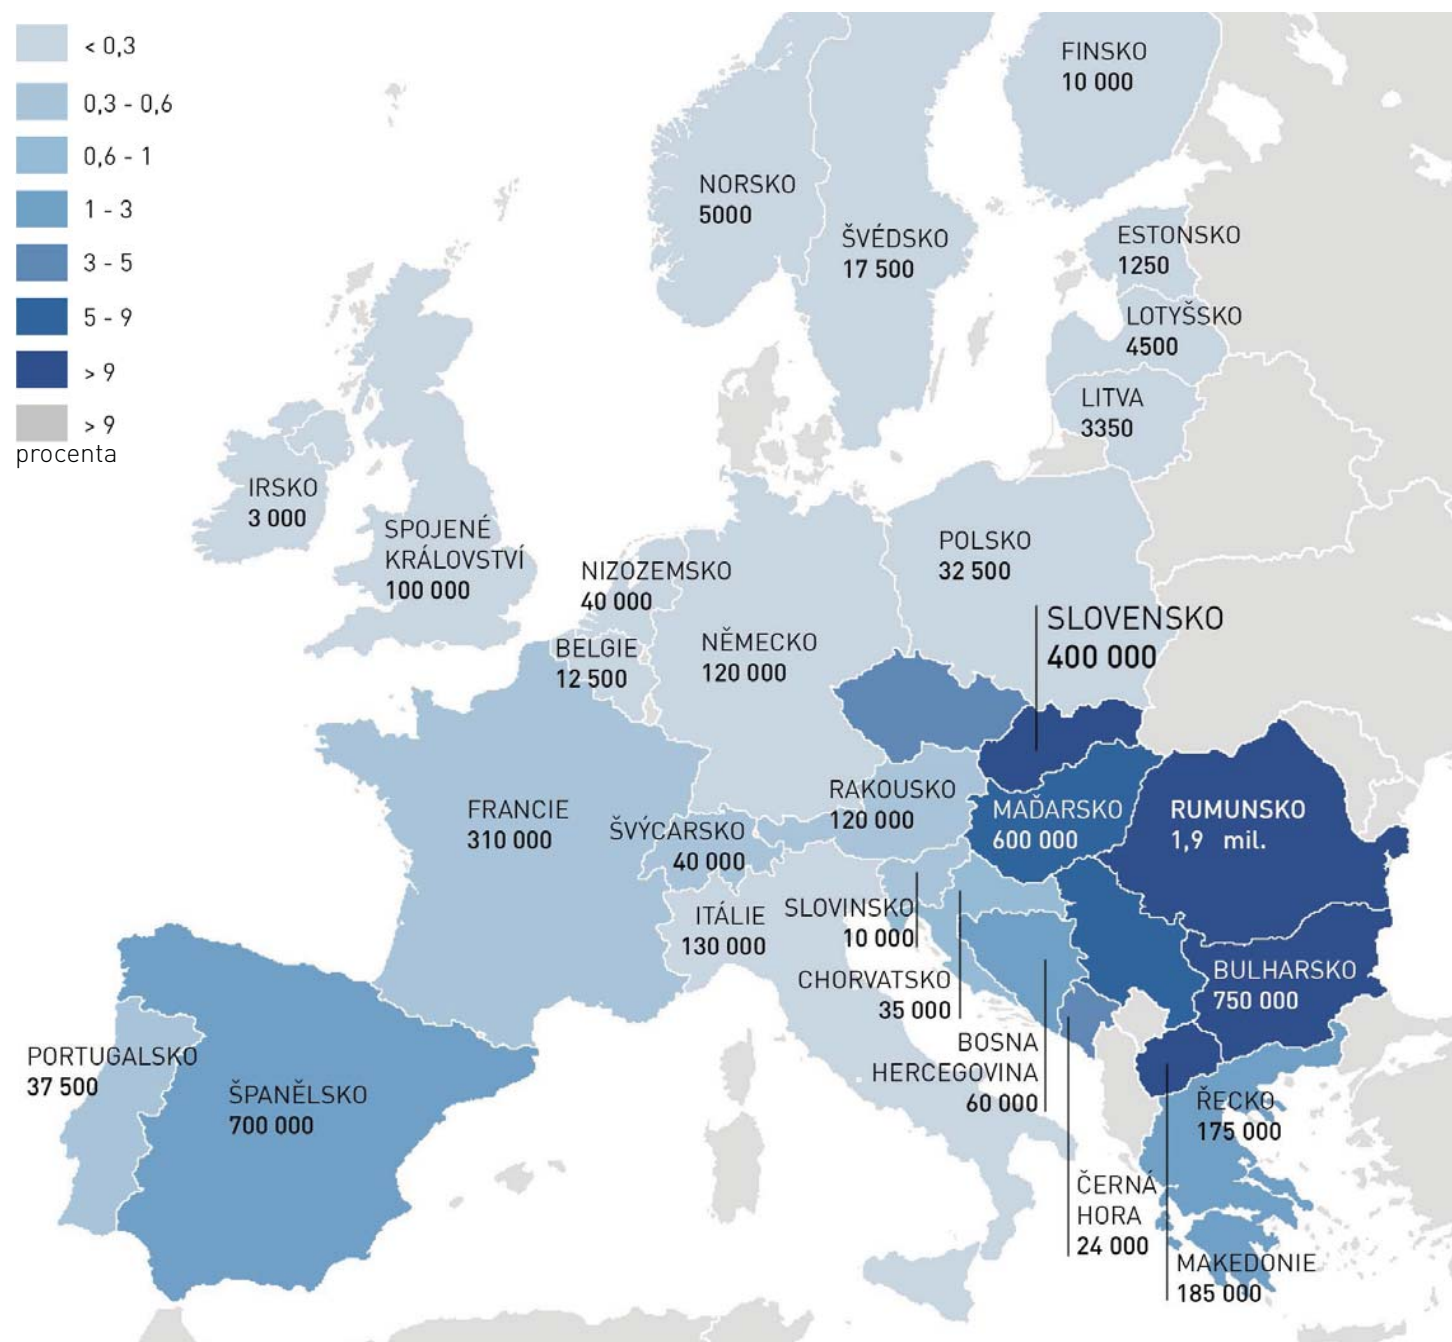 < 0,3
0,3 - 0,6
0,6 - 1
1 - 3
3 - 5
5 - 9
> 9
> 9
procenta
FINSKO
10 000
NORSKO
5000
ŠVÉDSKO
17 500
ESTONSKO
1250
LOTYŠSKO
4500
LITVA
3350
IRSKO
3 000
SPOJENÉ
KRÁLOVSTVÍ
100 000
NIZOZEMSKO
40 000
POLSKO
32 500
BELGIE
12 500
NĚMECKO
120 000
SLOVENSKO
400 000
FRANCIE
310 000
ŠVÝCARSKO
40 000
RAKOUSKO
120 000
MAĎARSKO
600 000
RUMUNSKO
1,9 mil.
ITÁLIE
130 000
SLOVINSKO
10 000
CHORVATSKO
35 000
BULHARSKO
750 000
BOSNA
HERCEGOVINA
60 000
PORTUGALSKO
37 500
ŠPANĚLSKO
700 000
ŘECKO
175 000
ČERNÁ
HORA
24 000
MAKEDONIE
185 000